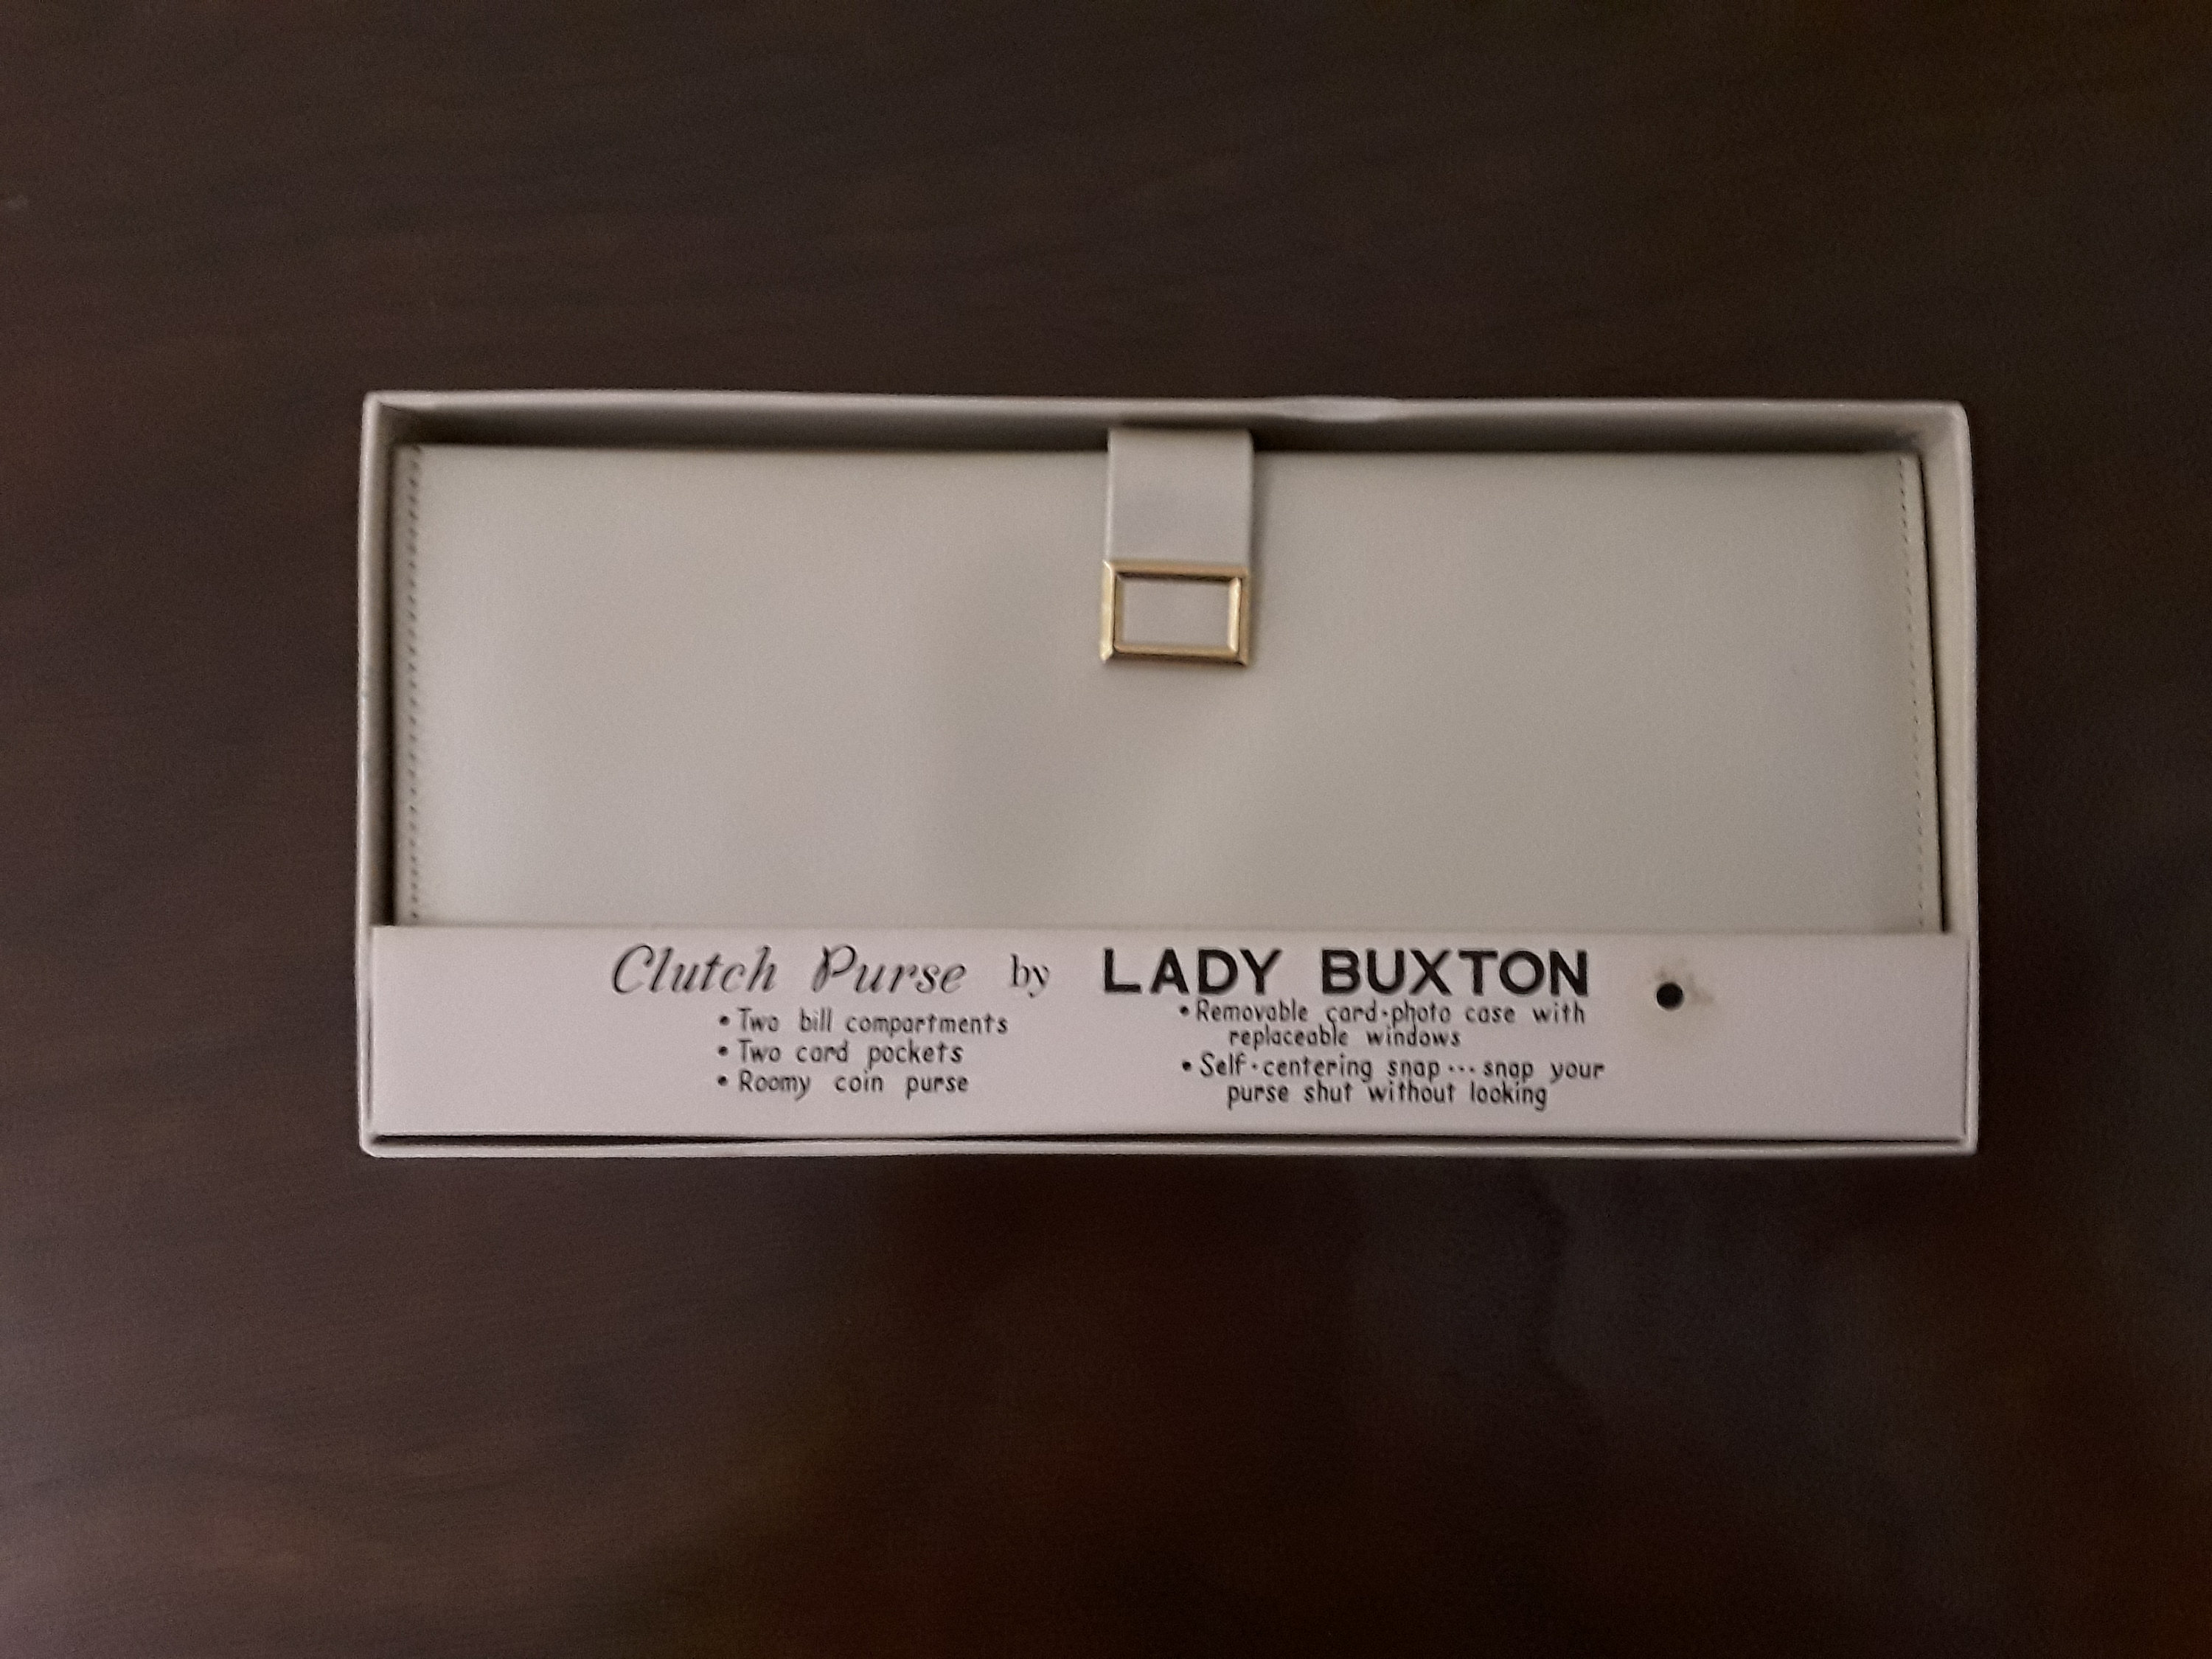 Clutch Purse by LADY BUXTON
• Two bill compartments
• Two card pockets
• Roomy coin purse
• Removable card-photo case with
replaceable windows
• Self-centering snap... snap your
purse shut without looking